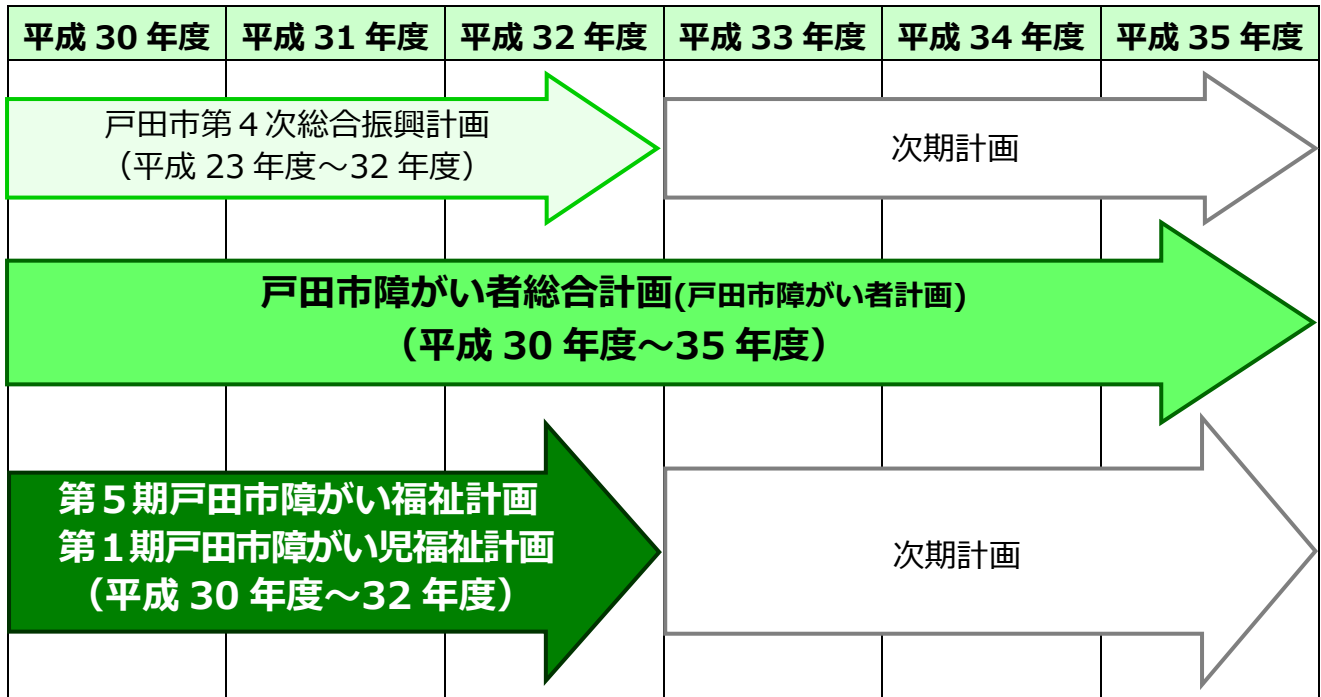 平成 30 年度 平成 31 年度 平成 32 年度 平成 33 年度 平成 34 年度 平成 35 年度
戸田市第４次総合振興計画
（平成 23 年度～32 年度）
次期計画
戸田市障がい者総合計画(戸田市障がい者計画)
（平成 30 年度～35 年度）
第５期戸田市障がい福祉計画
第１期戸田市障がい児福祉計画
（平成 30 年度～32 年度）
次期計画